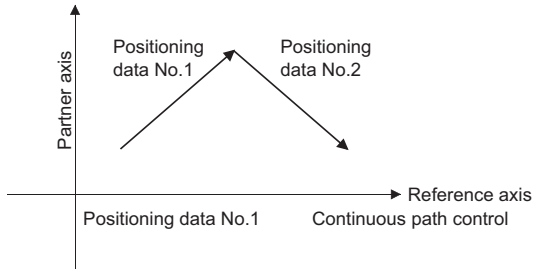 Partner axis
Positioning
data No.1
Positioning
data No.2
Reference axis
Positioning data No.1
Continuous path control